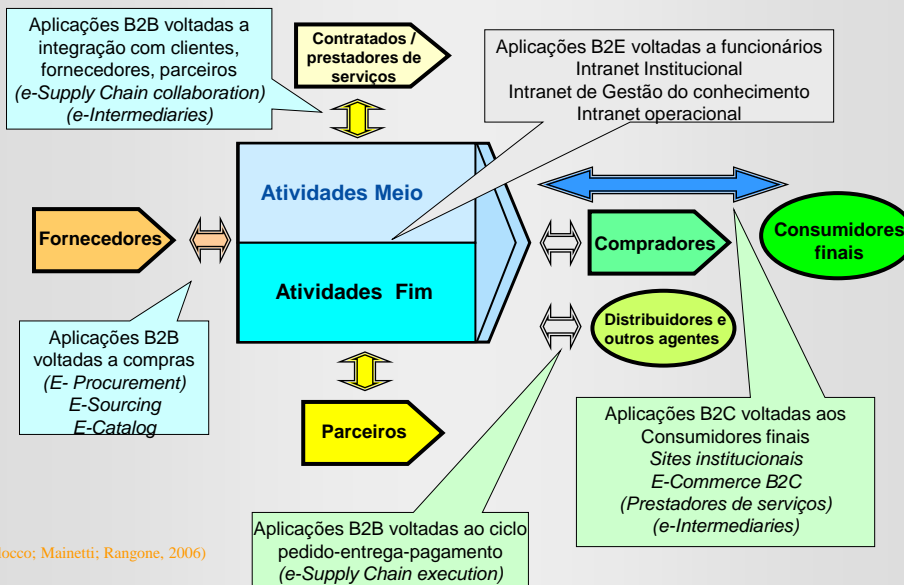 Aplicações B2B voltadas a
integração com clientes,
fornecedores, parceiros
(e-Supply Chain collaboration)
(e-Intermediaries)
Contratados /
prestadores de
serviços
Aplicações B2E voltadas a funcionários
Intranet Institucional
Intranet de Gestão do conhecimento
Intranet operacional
Atividades Meio
Fornecedores
Compradores
Consumidores
finais
Atividades Fim
Distribuidores e
outros agentes
Aplicações B2B
voltadas a compras
(E- Procurement)
E-Sourcing
E-Catalog
Parceiros
Aplicações B2C voltadas aos
Consumidores finais
Sites institucionais
E-Commerce B2C
(Prestadores de serviços)
(e-Intermediaries)
Aplicações B2B voltadas ao ciclo
pedido-entrega-pagamento
(e-Supply Chain execution)
Mainetti; Rangone, 2006)